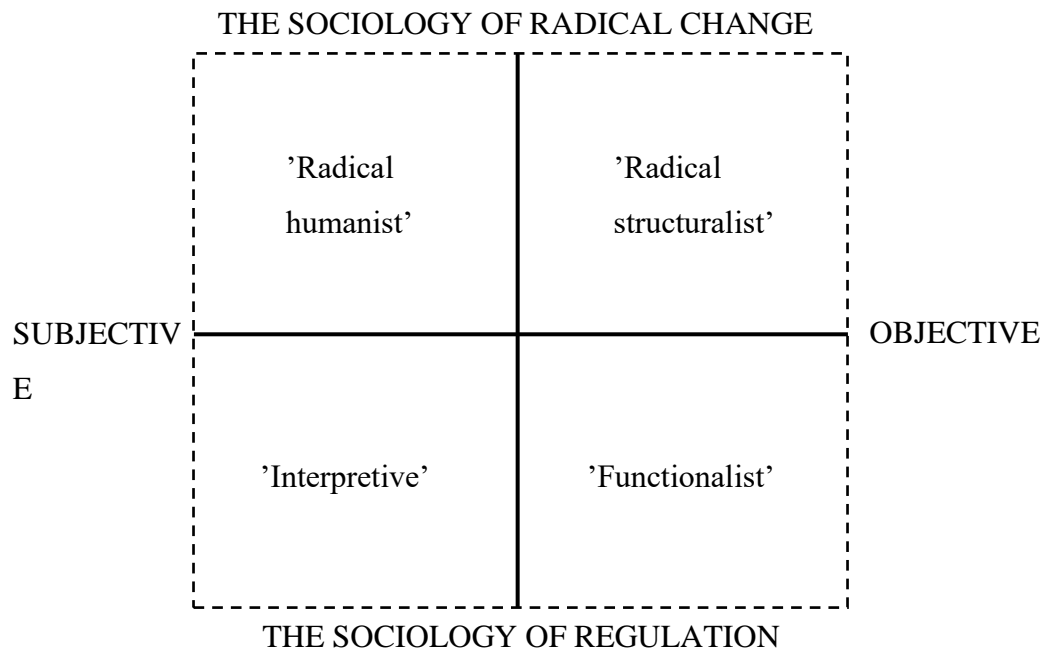 THE SOCIOLOGY OF RADICAL CHANGE
’Radical
humanist’
’Radical
structuralist’
SUBJECTIV
E
OBJECTIVE
’Interpretive’
’Functionalist’
THE SOCIOLOGY OF REGULATION